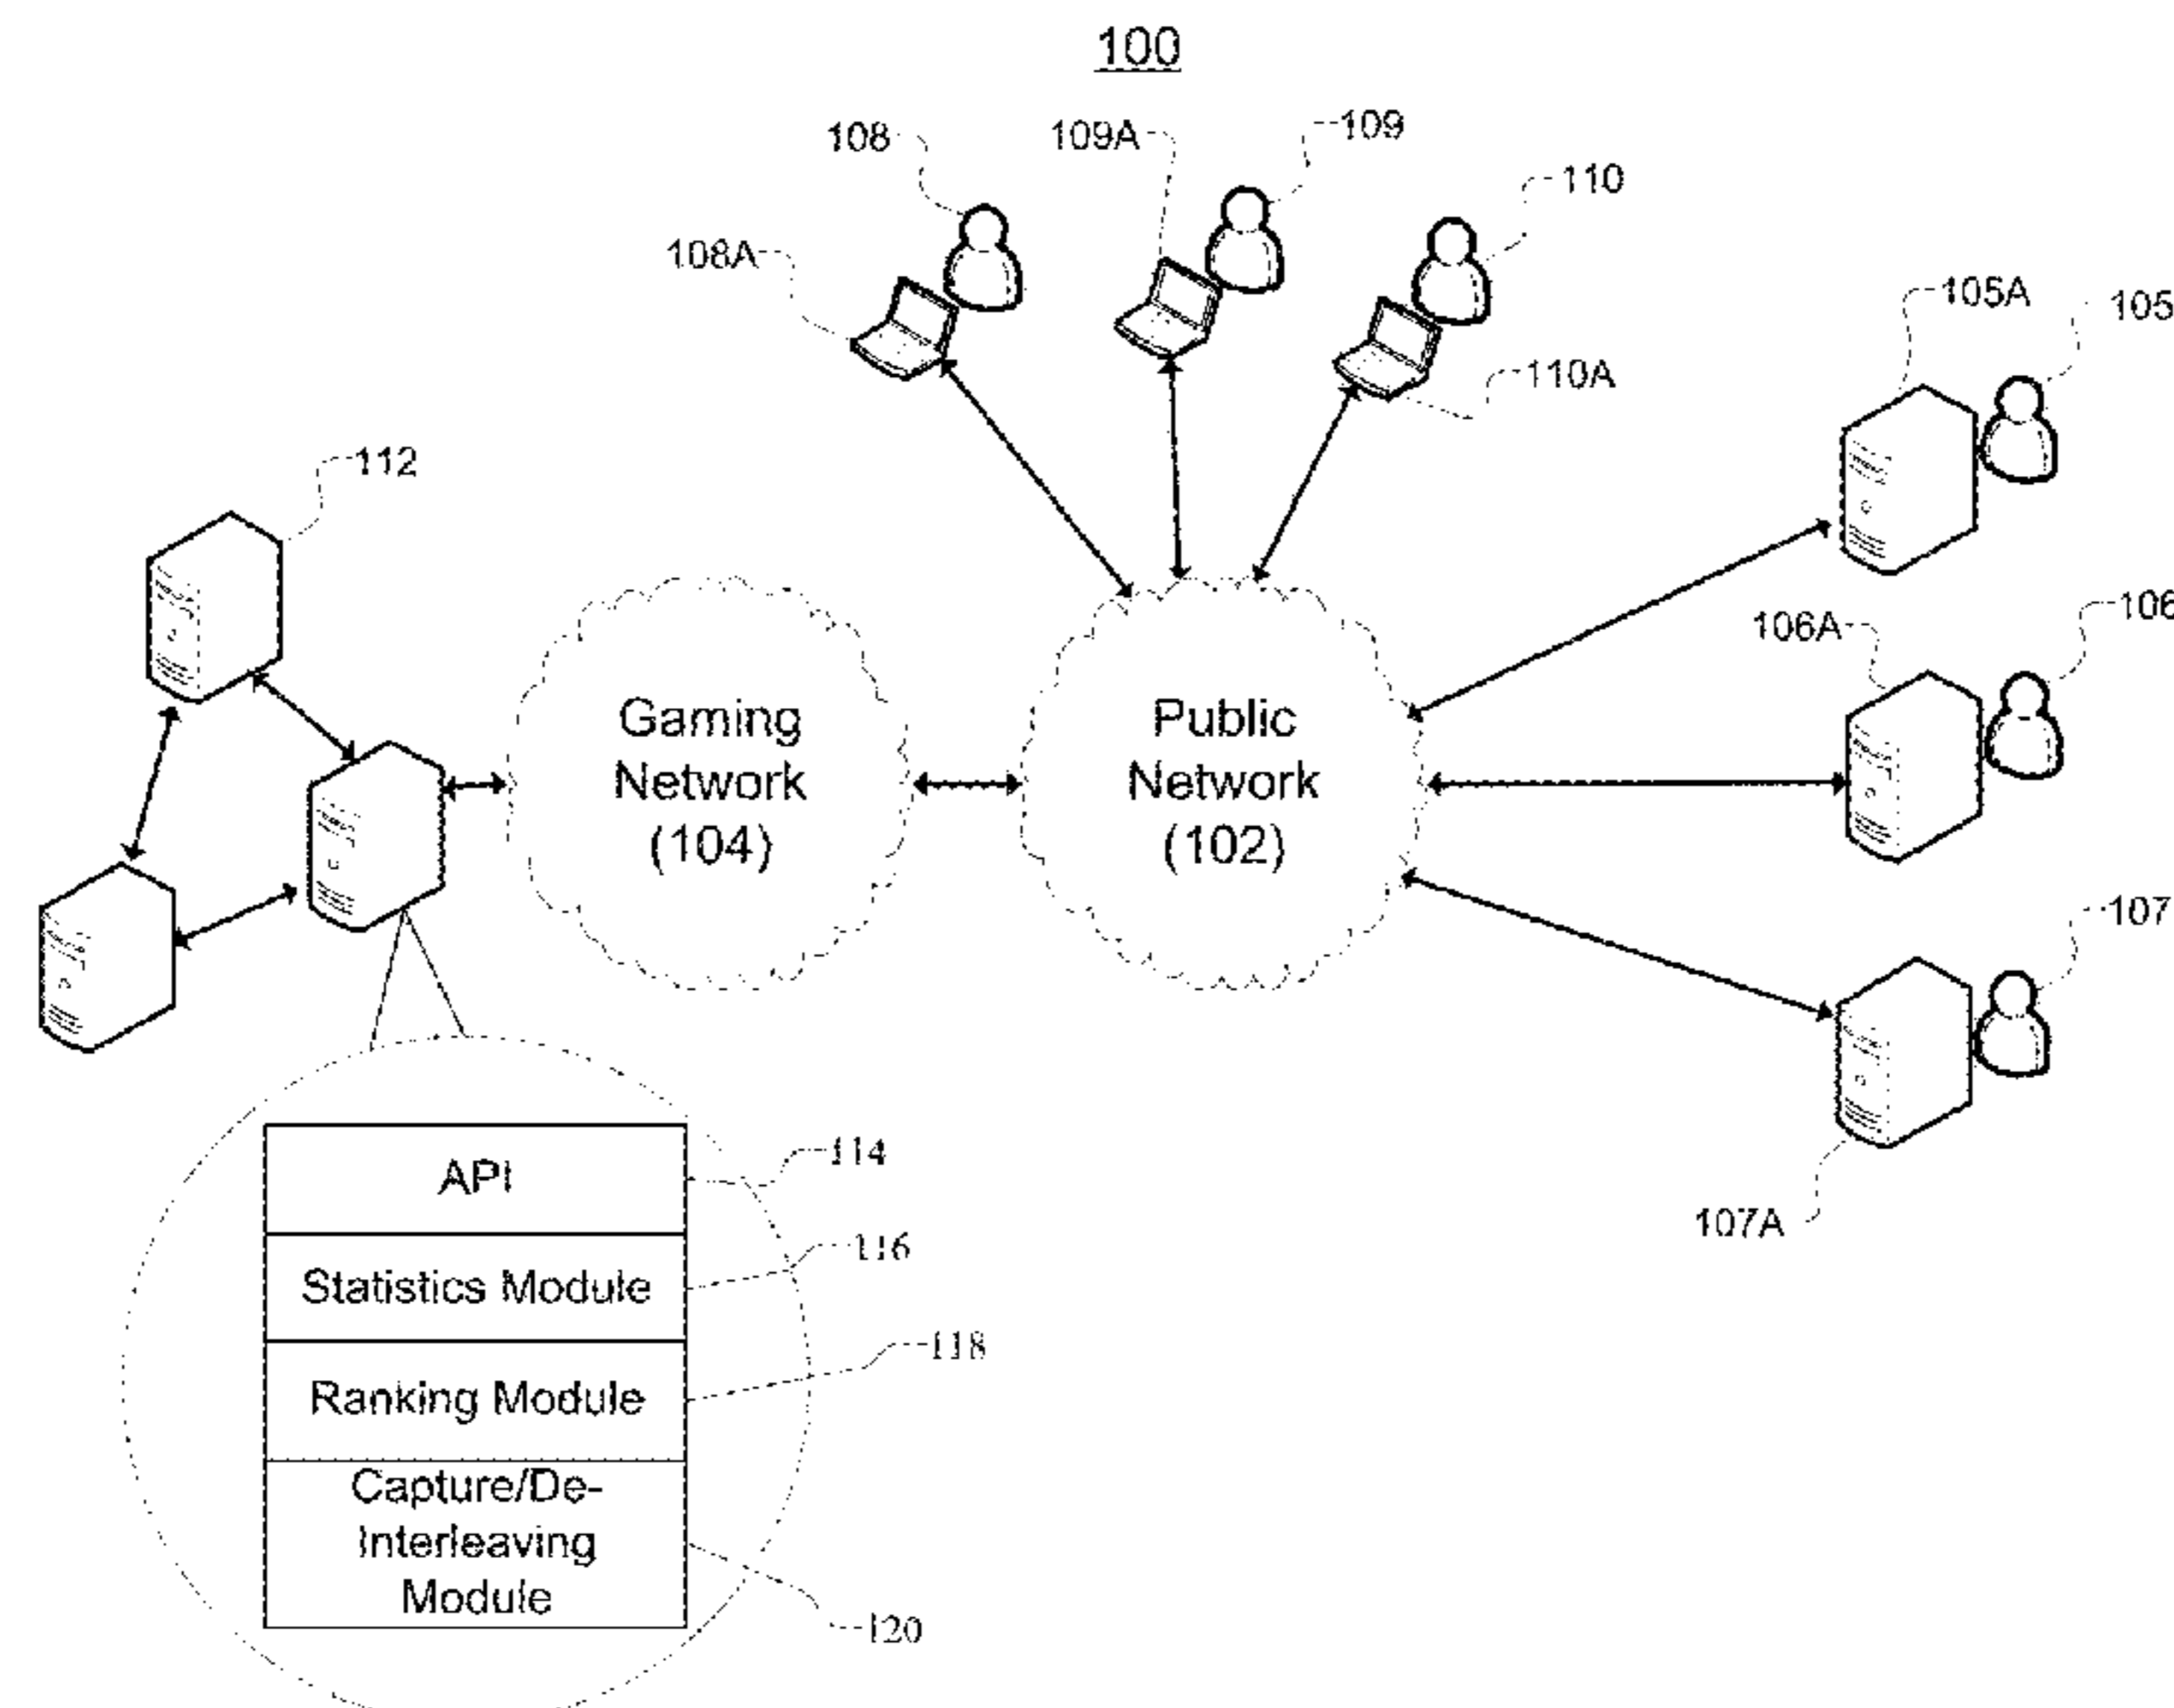 100
108
109A
109
110
108A
105A
105
110A
112
106A
106
Gaming
Network
(104)
Public
Network
(102)
107
107A
API
114
Statistics Module
116
Ranking Module
118
Capture/De-
Interleaving
Module
120